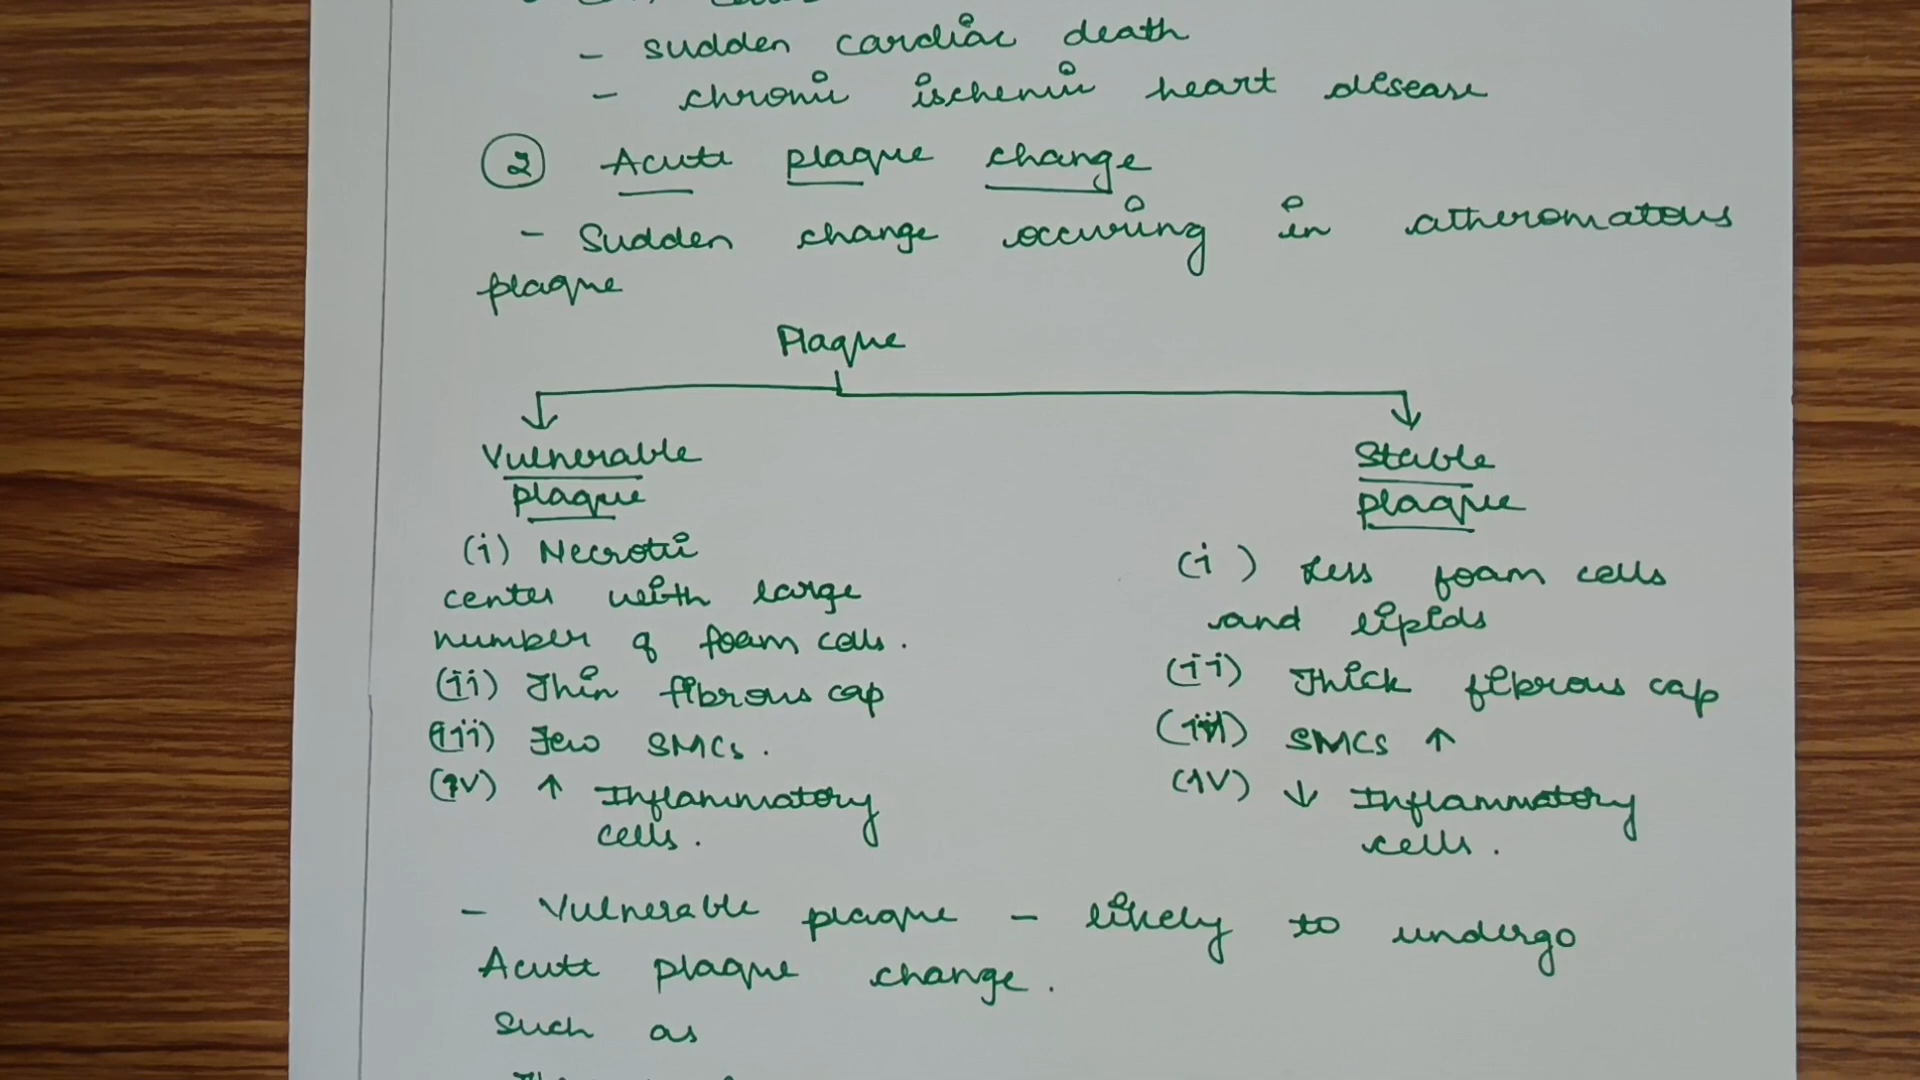 - sudden cardiac death
- chronic ischemic heart disease
2 Acute plaque change
- Sudden change occuring in atheromatous
plaque
Plaque
Vulnerable
plaque
(i) Necrotic
center with large
number of foam cells.
(ii) Thin fibrous cap
(iii) Few SMCs.
(iv) ↑ Inflammatory
cells.
Stable
plaque
(i) Less foam cells
and lipids
(ii) Thick fibrous cap
(iii) SMCs ↑
(iv) ↓ Inflammatory
cells.
- Vulnerable plaque - likely to undergo
Acute plaque change.
Such as